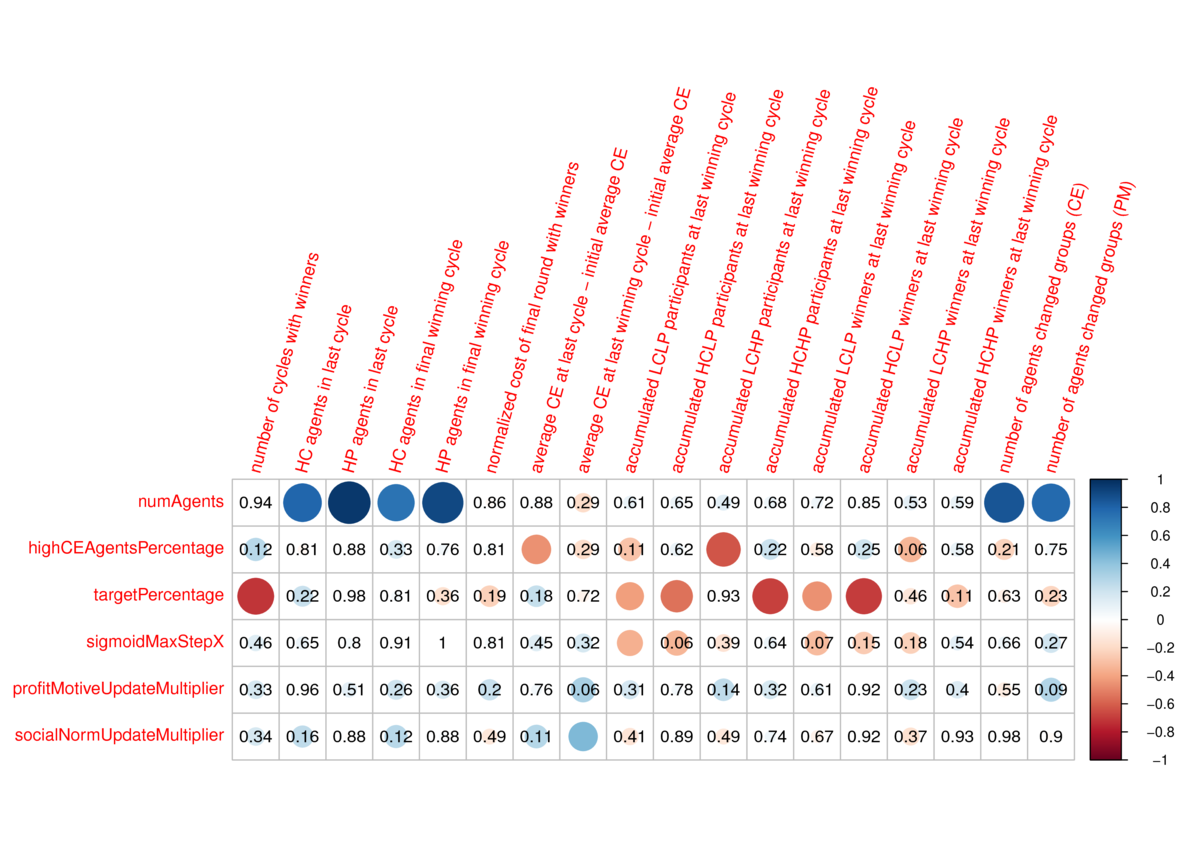 number of cycles with winners
HC agents in last cycle
HP agents in last cycle
HC agents in final winning cycle
HP agents in final winning cycle
normalized cost of final round with winners
average CE at last cycle − initial average CE
average CE at last winning cycle − initial average CE
accumulated LCLP participants at last winning cycle
accumulated HCLP participants at last winning cycle
accumulated LCHP participants at last winning cycle
accumulated HCHP participants at last winning cycle
accumulated LCLP winners at last winning cycle
accumulated HCLP winners at last winning cycle
accumulated LCHP winners at last winning cycle
accumulated HCHP winners at last winning cycle
number of agents changed groups (CE)
number of agents changed groups (PM)
numAgents 0.94 0.86 0.88 0.29 0.61 0.65 0.49 0.68 0.72 0.85 0.53 0.59
highCEAgentsPercentage 0.12 0.81 0.88 0.33 0.76 0.81 0.29 0.11 0.62 0.22 0.58 0.25 0.06 0.58 0.21 0.75
targetPercentage 0.22 0.98 0.81 0.36 0.19 0.18 0.72 0.93 0.46 0.11 0.63 0.23
sigmoidMaxStepX 0.46 0.65 0.8 0.91 1 0.81 0.45 0.32 0.06 0.39 0.64 0.07 0.15 0.18 0.54 0.66 0.27
profitMotiveUpdateMultiplier 0.33 0.96 0.51 0.26 0.36 0.2 0.76 0.06 0.31 0.78 0.14 0.32 0.61 0.92 0.23 0.4 0.55 0.09
socialNormUpdateMultiplier 0.34 0.16 0.88 0.12 0.88 0.49 0.11 0.41 0.89 0.49 0.74 0.67 0.92 0.37 0.93 0.98 0.9
1
0.8
0.6
0.4
0.2
0
−0.2
−0.4
−0.6
−0.8
−1